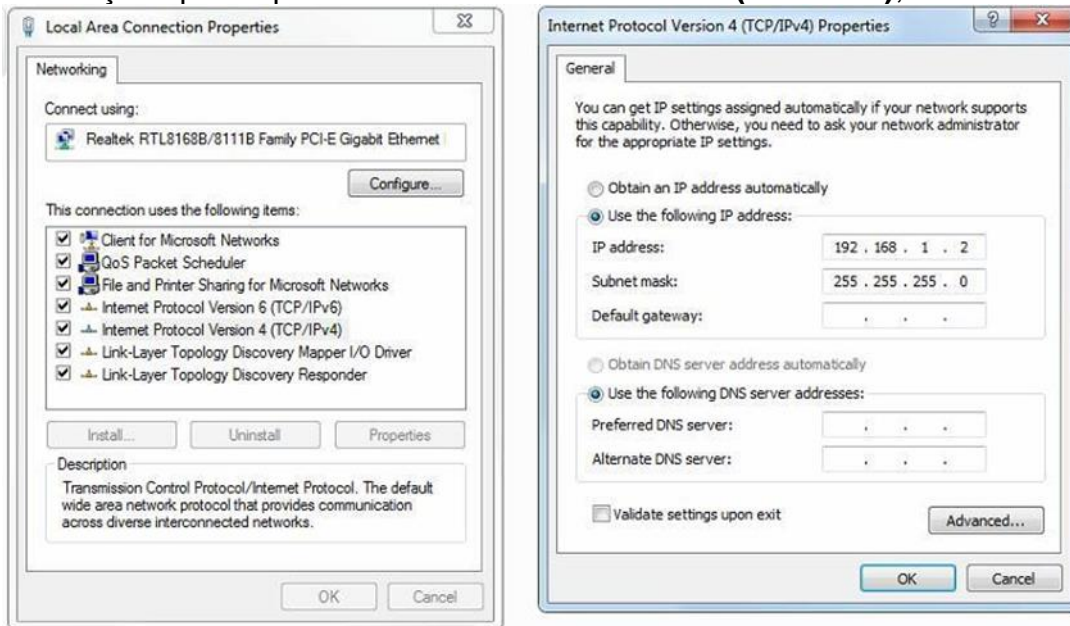 Local Area Connection Properties
Networking
Connect using:
Realtek RTL8168B/8111B Family PCI-E Gigabit Ethernet
Configure...
This connection uses the following items:
Client for Microsoft Networks
QoS Packet Scheduler
File and Printer Sharing for Microsoft Networks
Internet Protocol Version 6 (TCP/IPv6)
Internet Protocol Version 4 (TCP/IPv4)
Link-Layer Topology Discovery Mapper I/O Driver
Link-Layer Topology Discovery Responder
Install... Uninstall Properties
Description
Transmission Control Protocol/Internet Protocol. The default
wide area network protocol that provides communication
across diverse interconnected networks.
OK Cancel
Internet Protocol Version 4 (TCP/IPv4) Properties
General
You can get IP settings assigned automatically if your network supports
this capability. Otherwise, you need to ask your network administrator
for the appropriate IP settings.
Obtain an IP address automatically
Use the following IP address:
IP address: 192 . 168 . 1 . 2
Subnet mask: 255 . 255 . 255 . 0
Default gateway: . . .
Obtain DNS server address automatically
Use the following DNS server addresses:
Preferred DNS server: . . .
Alternate DNS server: . . .
Validate settings upon exit
Advanced...
OK Cancel